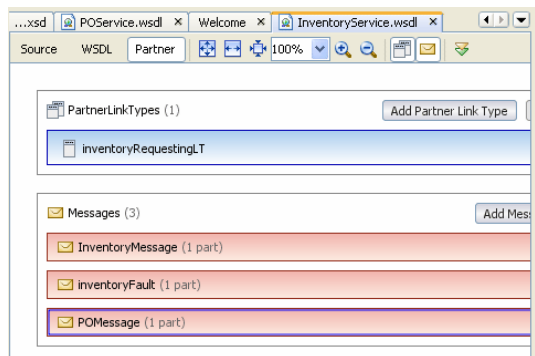 ...xsd POService.wsdl × Welcome × InventoryService.wsdl ×
Source WSDL Partner 100%
PartnerLinkTypes (1) Add Partner Link Type
inventoryRequestingLT
Messages (3) Add Mes
InventoryMessage (1 part)
inventoryFault (1 part)
POMessage (1 part)